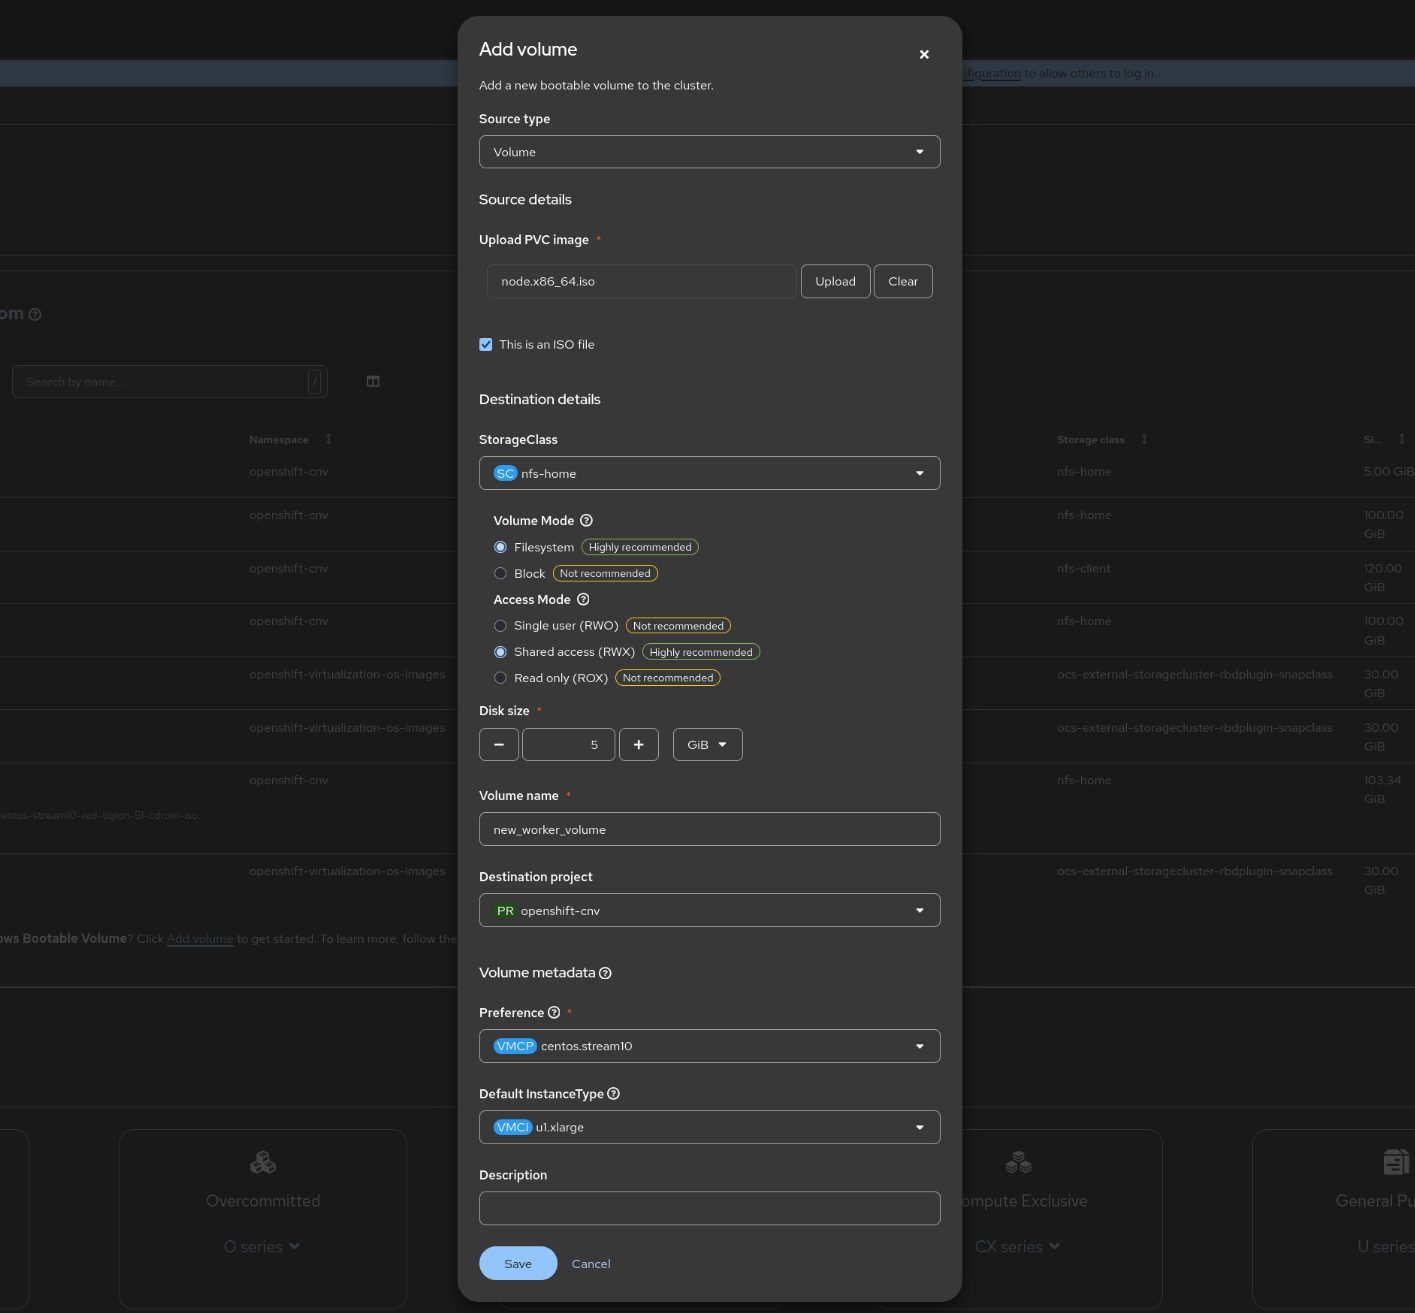 Add volume
Add a new bootable volume to the cluster.
nfiguration to allow others to log in.
Source type
Volume
Source details
Upload PVC image *
node.x86_64.iso
Upload
Clear
om
This is an ISO file
Search by name...
/
Destination details
StorageClass
SC nfs-home
Namespace
Storage class
Si...
openshift-cnv
nfs-home
5.00 GiB
openshift-cnv
nfs-home
100.00
GiB
openshift-cnv
nfs-client
120.00
GiB
openshift-cnv
nfs-home
100.00
GiB
openshift-virtualization-os-images
ocs-external-storagecluster-rbdplugin-snapclass
30.00
GiB
openshift-virtualization-os-images
ocs-external-storagecluster-rbdplugin-snapclass
30.00
GiB
openshift-cnv
nfs-home
103.34
GiB
entos-stream10-red-tiglon-51-cdrom-iso
openshift-virtualization-os-images
ocs-external-storagecluster-rbdplugin-snapclass
30.00
GiB
ows Bootable Volume? Click Add volume to get started. To learn more, follow the
Volume Mode
Filesystem Highly recommended
Block Not recommended
Access Mode
Single user (RWO) Not recommended
Shared access (RWX) Highly recommended
Read only (ROX) Not recommended
Disk size *
5
GiB
Volume name *
new_worker_volume
Destination project
PR openshift-cnv
Volume metadata
Preference *
VMCP centos.stream10
Default InstanceType
VMCI u1.xlarge
Description
Save
Cancel
Overcommitted
O series
ompute Exclusive
CX series
General Pu
U series